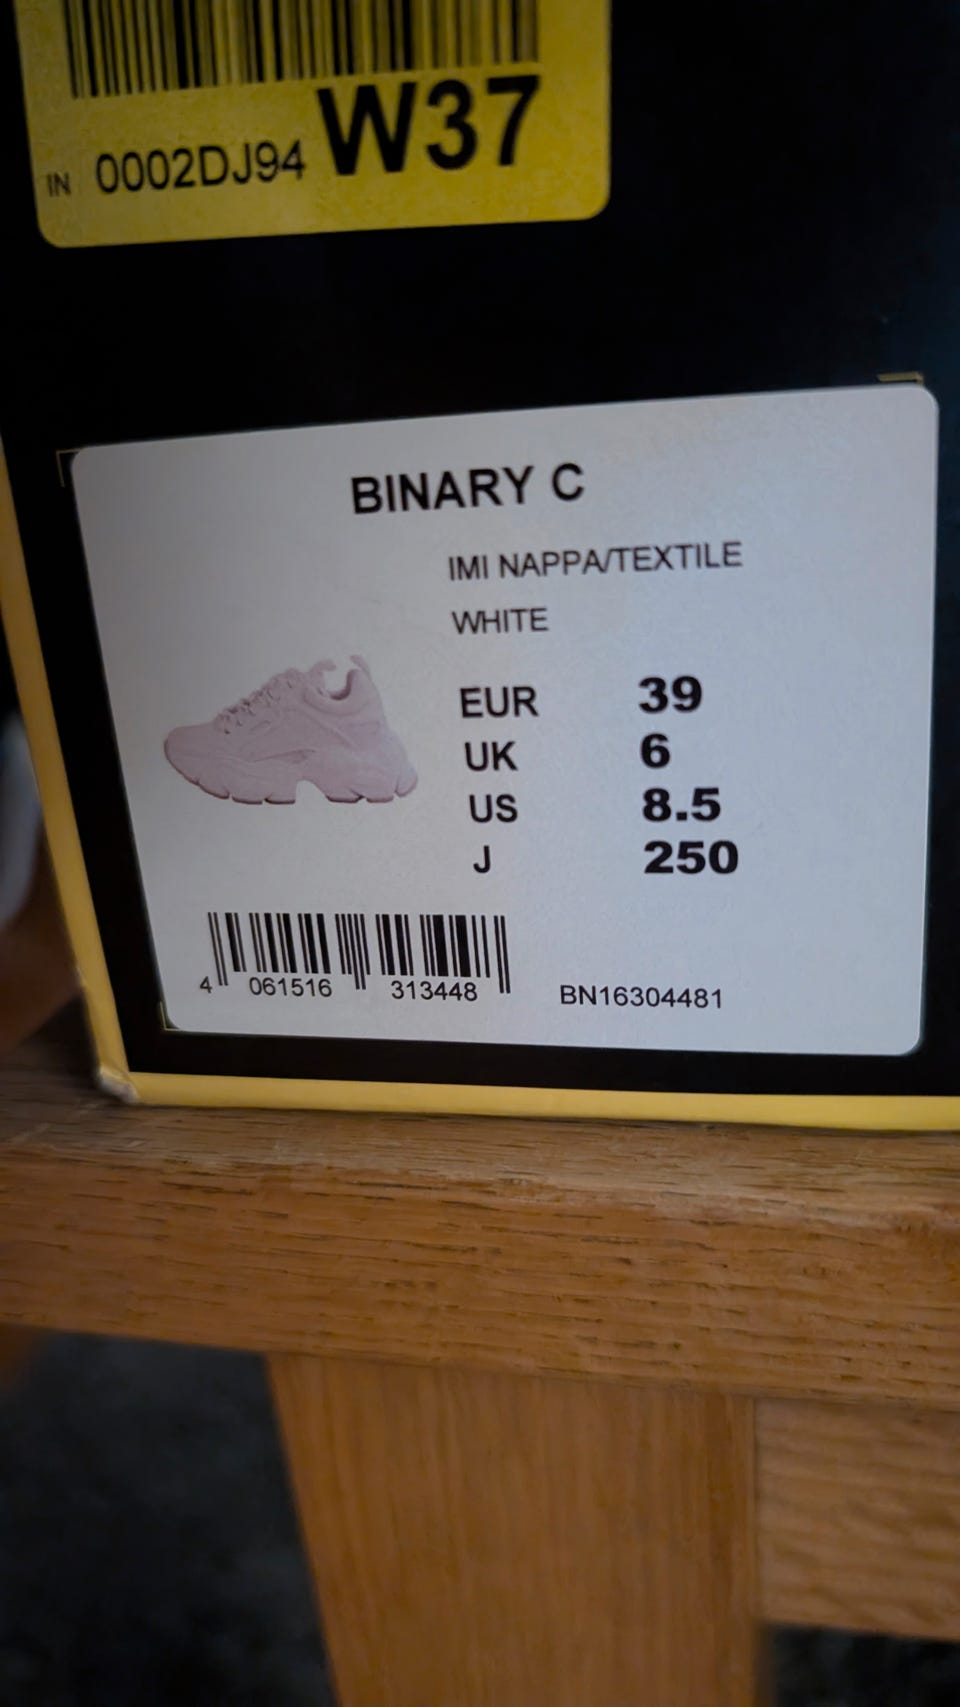 IN 0002DJ94 W37
BINARY C
IMI NAPPA/TEXTILE
WHITE
EUR 39
UK 6
US 8.5
J 250
4 061516 313448
BN16304481